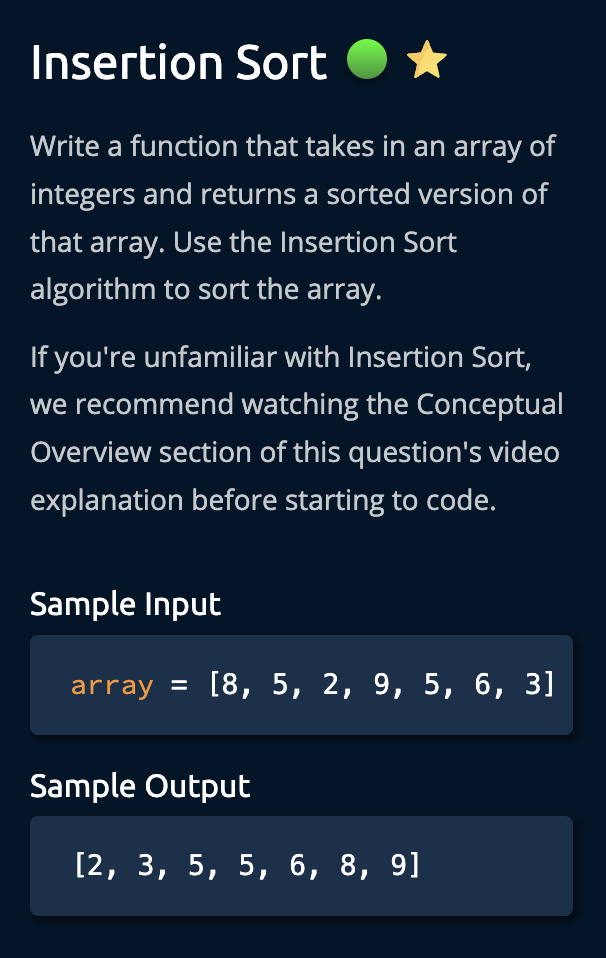 Insertion Sort
Write a function that takes in an array of
integers and returns a sorted version of
that array. Use the Insertion Sort
algorithm to sort the array.
If you're unfamiliar with Insertion Sort,
we recommend watching the Conceptual
Overview section of this question's video
explanation before starting to code.
Sample Input
array = [8, 5, 2, 9, 5, 6, 3]
Sample Output
[2, 3, 5, 5, 6, 8, 9]